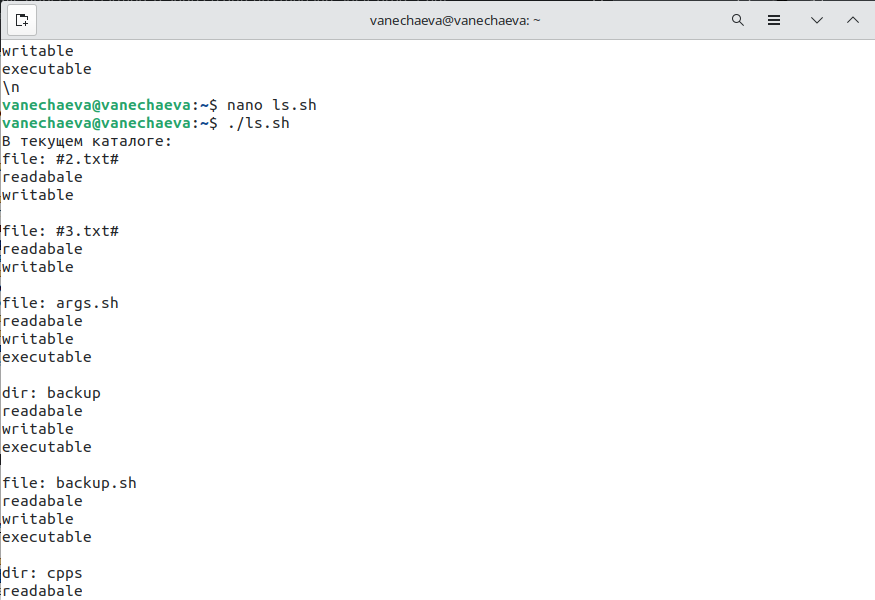 vanechaeva@vanechaeva: ~
writable
executable
\n
vanechaeva@vanechaeva:~$ nano ls.sh
vanechaeva@vanechaeva:~$ ./ls.sh
В текущем каталоге:
file: #2.txt#
readabale
writable
file: #3.txt#
readabale
writable
file: args.sh
readabale
writable
executable
dir: backup
readabale
writable
executable
file: backup.sh
readabale
writable
executable
dir: cpps
readabale